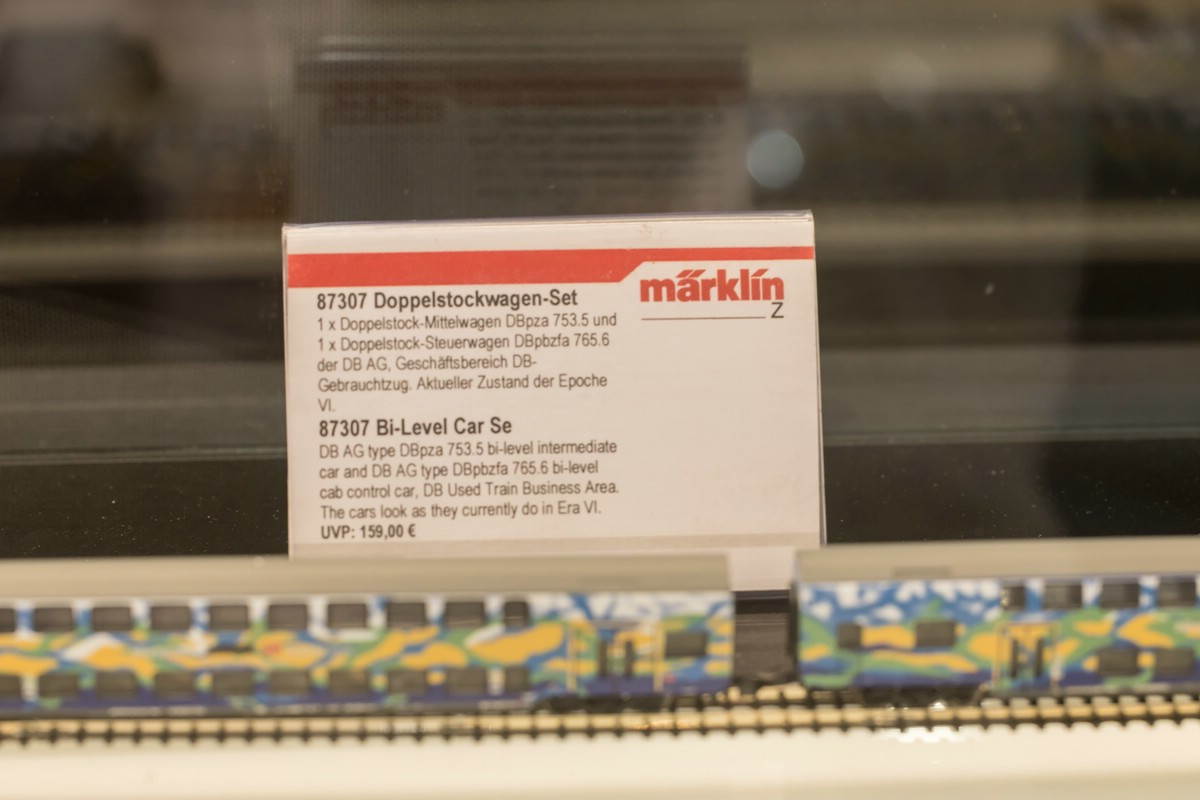 märklin
Z
87307 Doppelstockwagen-Set
1 x Doppelstock-Mittelwagen DBpza 753.5 und
1 x Doppelstock-Steuerwagen DBpbzfa 765.6
der DB AG, Geschäftsbereich DB-
Gebrauchtzug. Aktueller Zustand der Epoche
VI.
87307 Bi-Level Car Se
DB AG type DBpza 753.5 bi-level intermediate
car and DB AG type DBpbzfa 765.6 bi-level
cab control car, DB Used Train Business Area.
The cars look as they currently do in Era VI.
UVP: 159,00 €